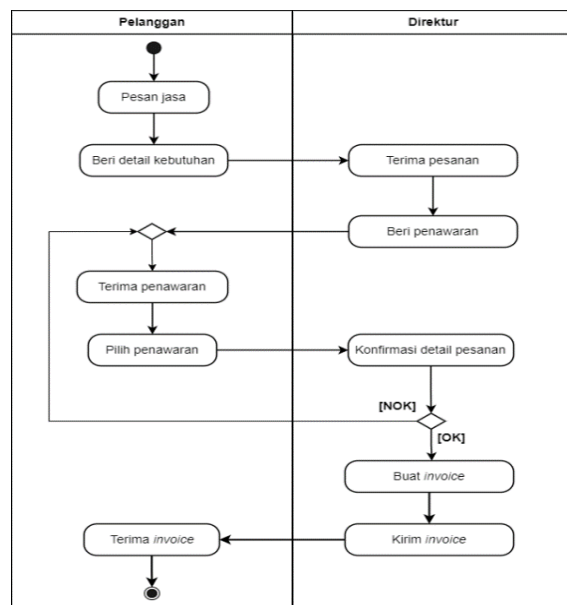 Pelanggan
Direktur
Pesan jasa
Beri detail kebutuhan
Terima pesanan
Beri penawaran
Terima penawaran
Pilih penawaran
Konfirmasi detail pesanan
[NOK]
[OK]
Buat invoice
Terima invoice
Kirim invoice